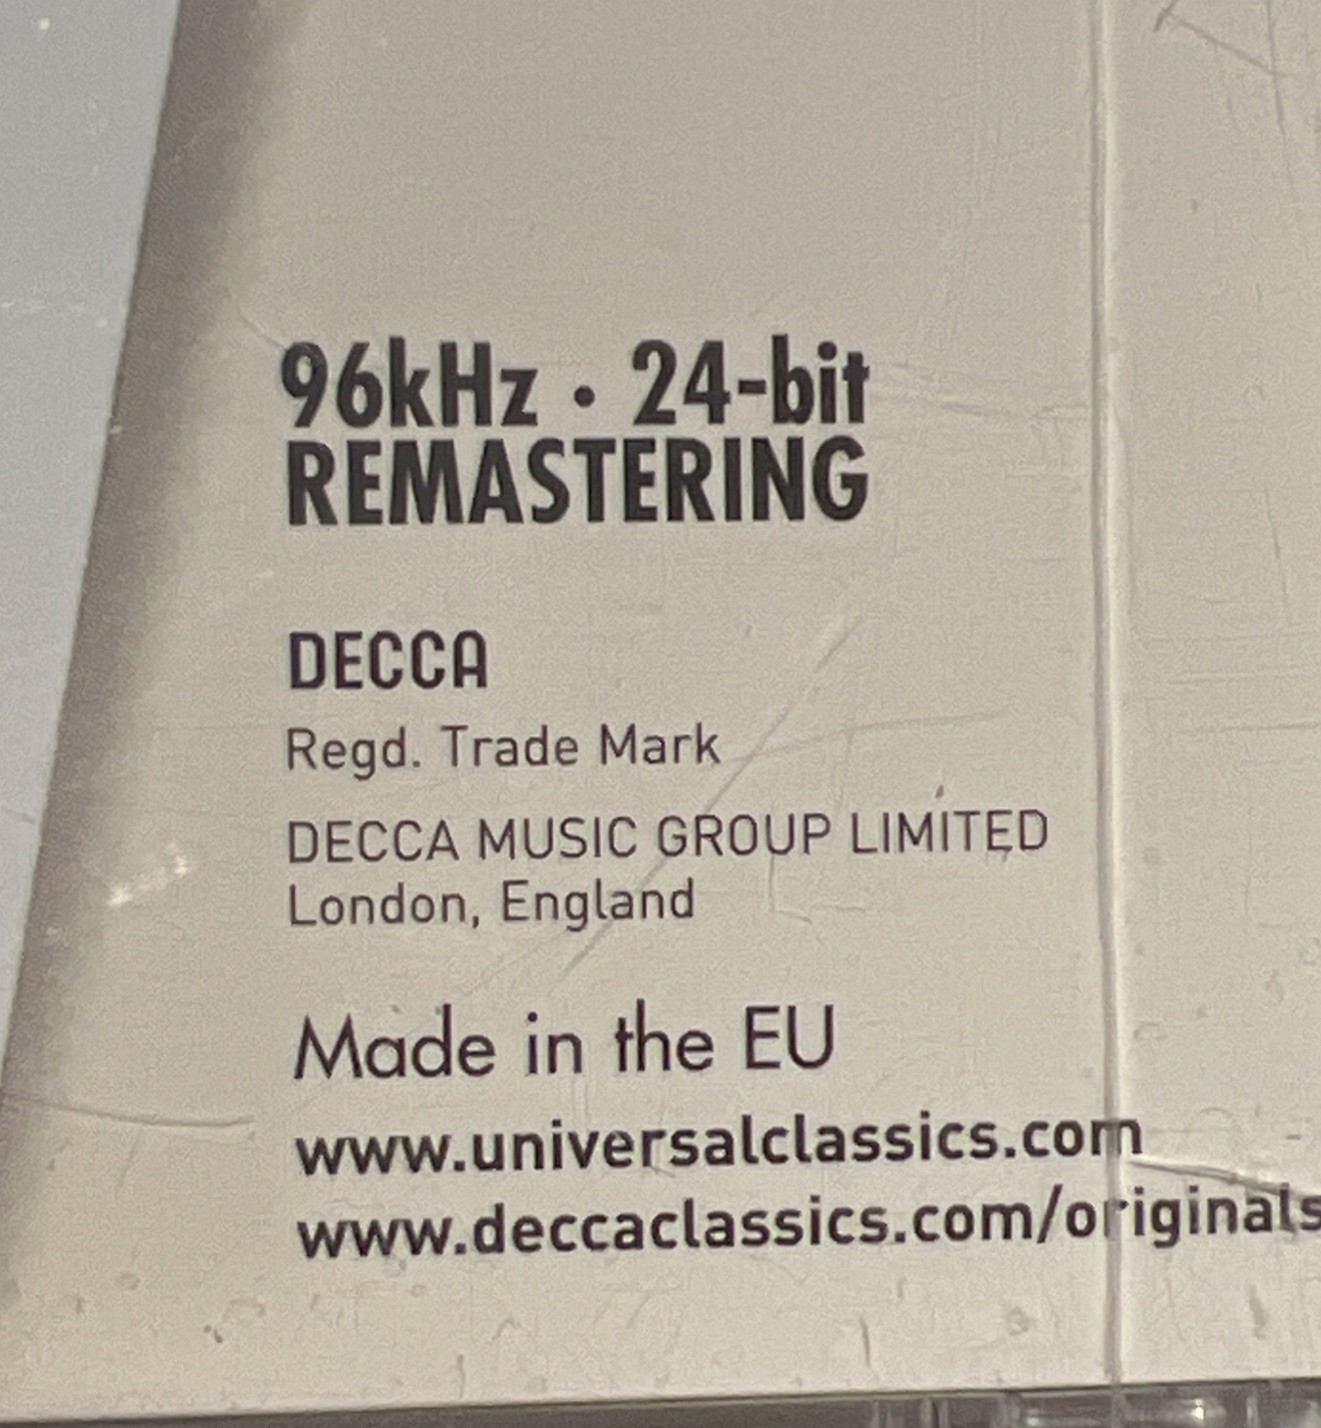 96kHz · 24-bit
REMASTERING
DECCA
Regd. Trade Mark
DECCA MUSIC GROUP LIMITED
London, England
Made in the EU
www.universalclassics.com
www.deccaclassics.com/originals